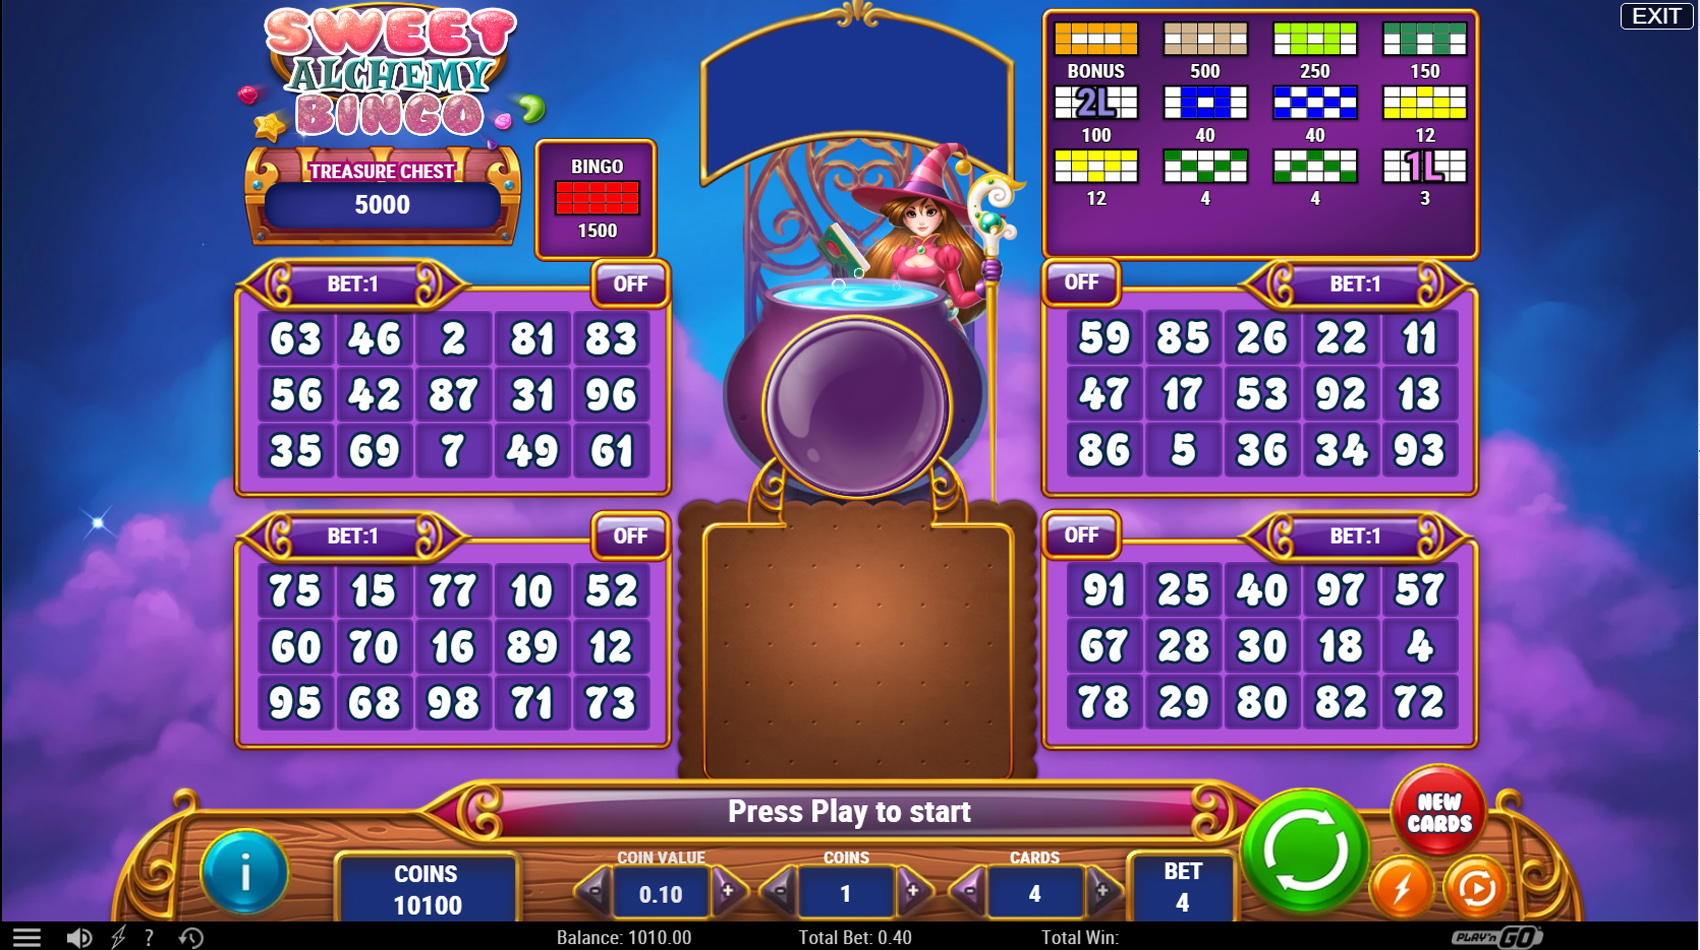 EXIT
SWEET
ALCHEMY
BINGO
TREASURE CHEST
5000
BINGO
1500
BONUS 500 250 150
2L
100 40 40 12
1L
12 4 4 3
BET:1 OFF
63 46 2 81 83
56 42 87 31 96
35 69 7 49 61
OFF BET:1
59 85 26 22 11
47 17 53 92 13
86 5 36 34 93
BET:1 OFF
75 15 77 10 52
60 70 16 89 12
95 68 98 71 73
OFF BET:1
91 25 40 97 57
67 28 30 18 4
78 29 80 82 72
Press Play to start
NEW
CARDS
i
COINS
10100
COIN VALUE
- 0.10 +
COINS
- 1 +
CARDS
- 4 +
BET
4
?
Balance: 1010.00 Total Bet: 0.40 Total Win:
PLAY'n GO